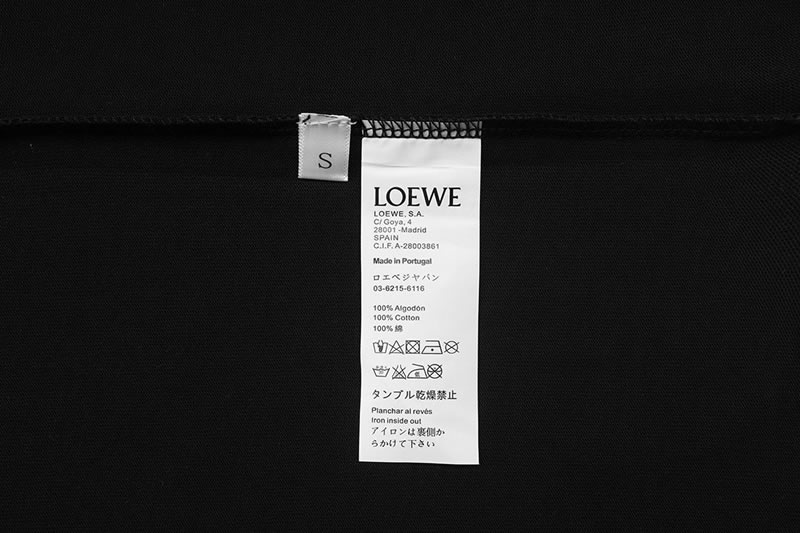 S
LOEWE
LOEWE, S.A.
C/ Goya, 4
28001 -Madrid
SPAIN
C.I.F. A-28003861
Made in Portugal
ロエベジヤパン
03-6215-6116
100% Algodón
100% Cotton
100% 綿
タンブル乾燥禁止
Planchar al revés
Iron inside out
アイロンは裏側か
らかけて下さい